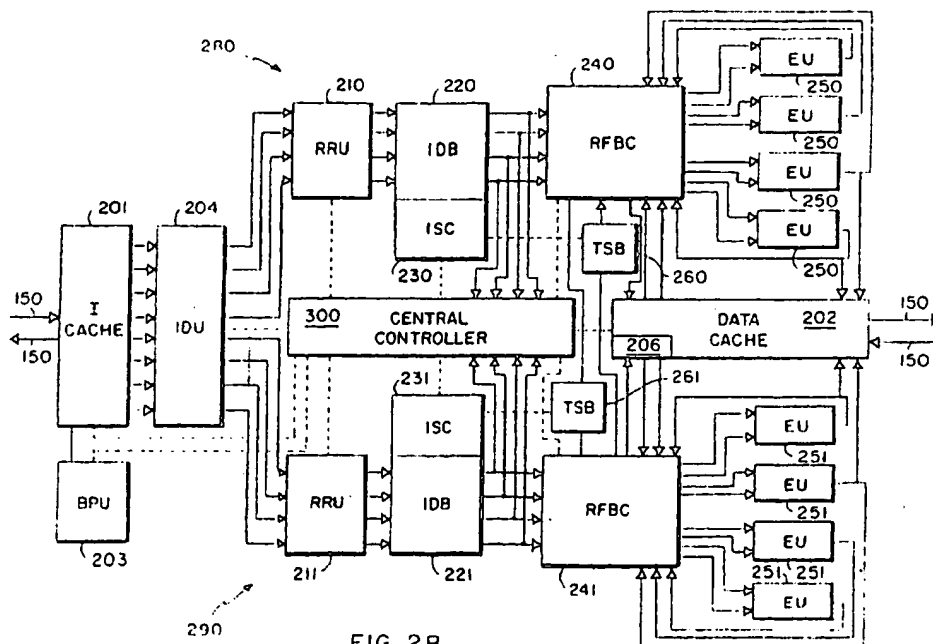 280
210
220
240
EU
250
RRU
IDB
RFBC
EU
250
EU
250
201
204
ISC
TSB
EU
230
260
250
150
I
CACHE
IDU
300
CENTRAL
CONTROLLER
DATA
CACHE
202
150
150
206
150
231
261
TSB
ISC
EU
251
BPU
RRU
IDB
RFBC
EU
251
203
EU
211
221
241
251 251
EU
290
FIG 2B